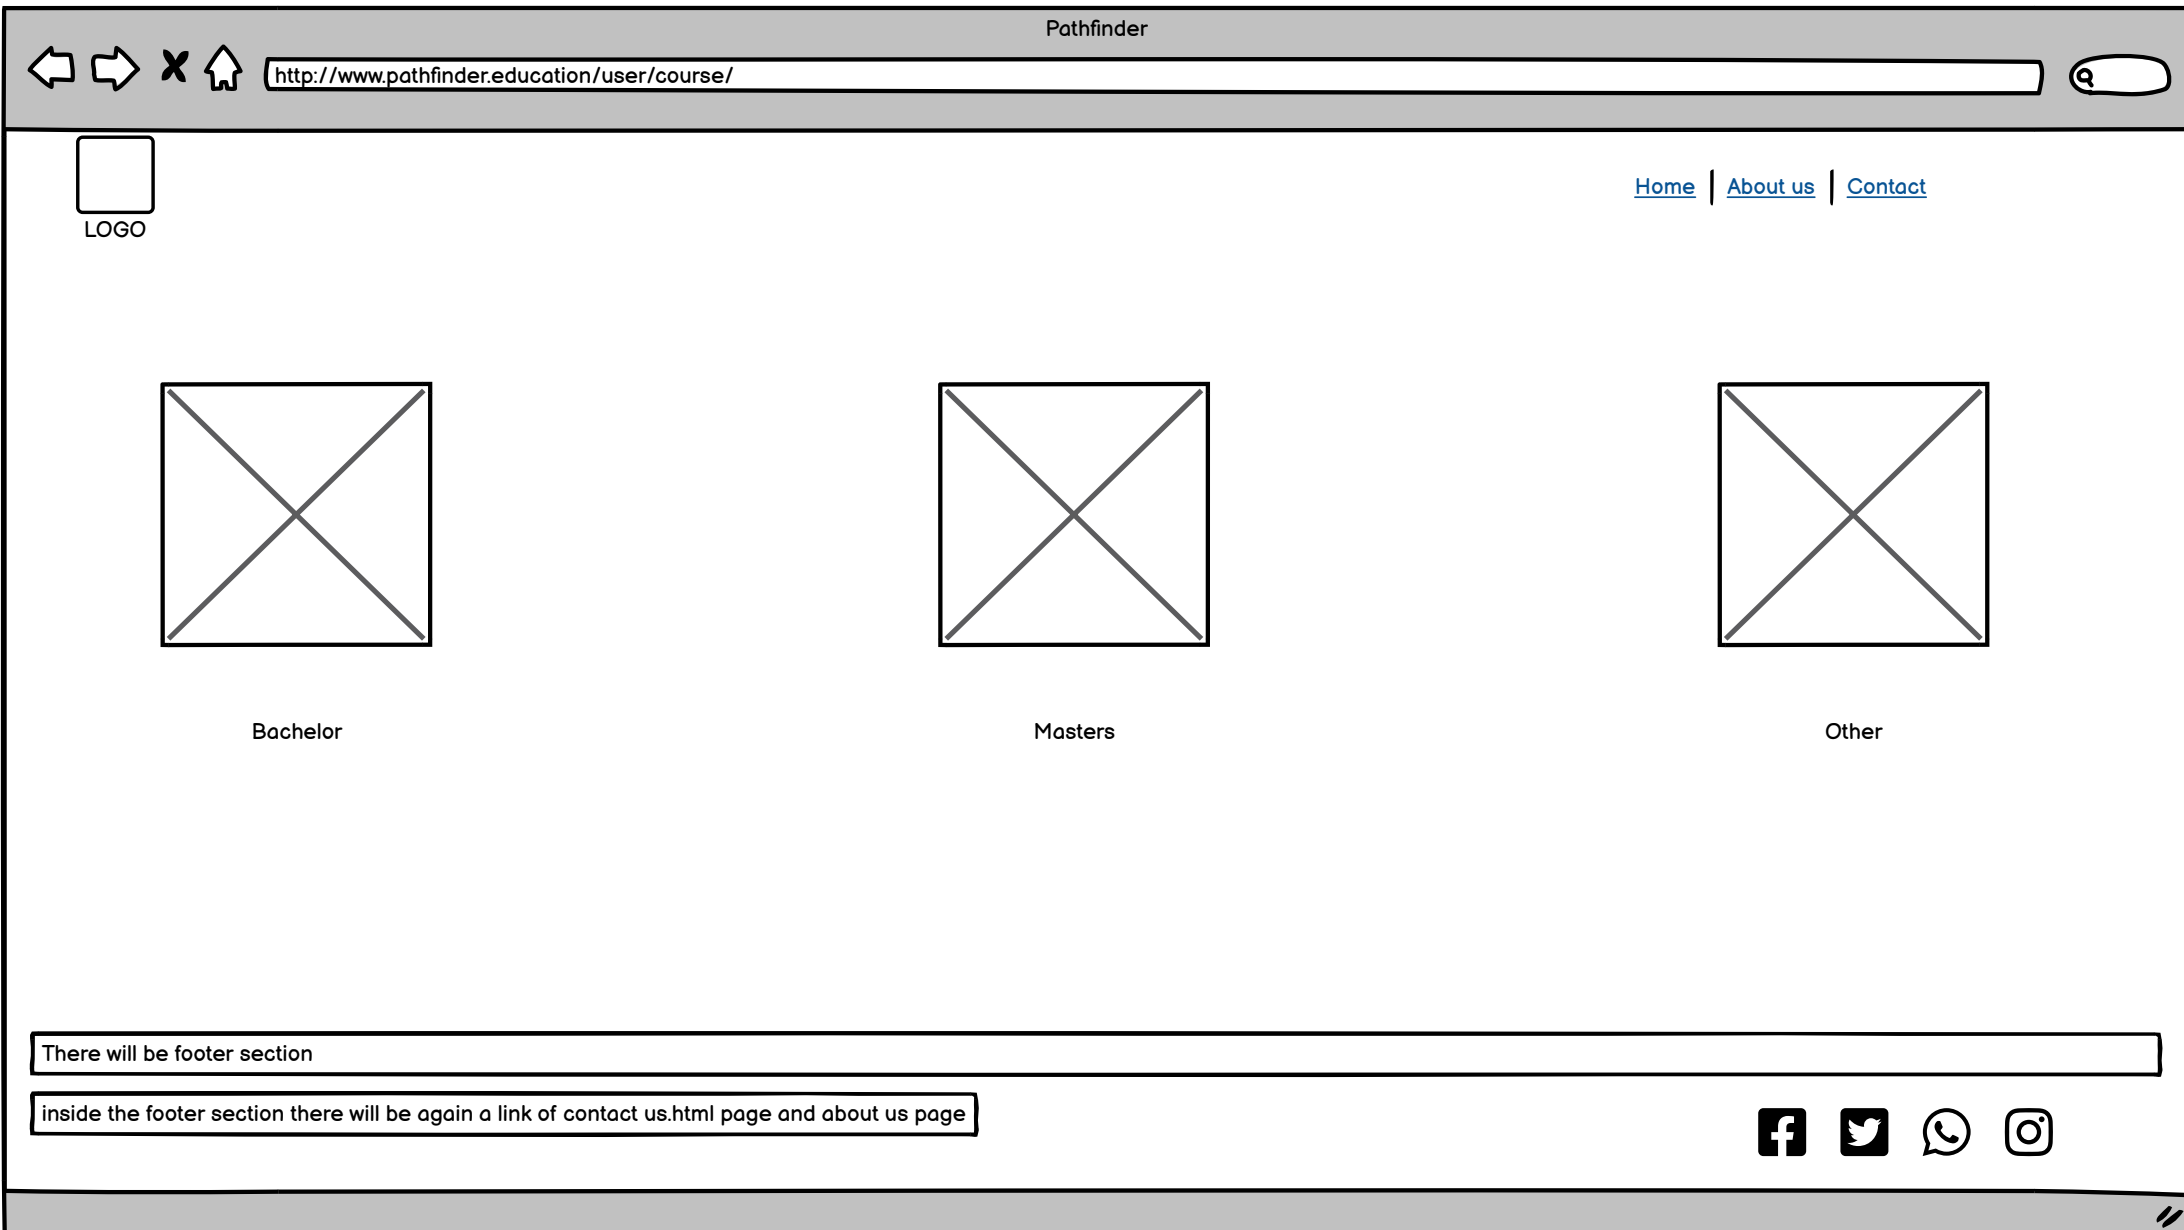 Pathfinder
http://www.pathfinder.education/user/course/
Home About us Contact
LOGO
Bachelor Masters Other
There will be footer section
inside the footer section there will be again a link of contact us.html page and about us page